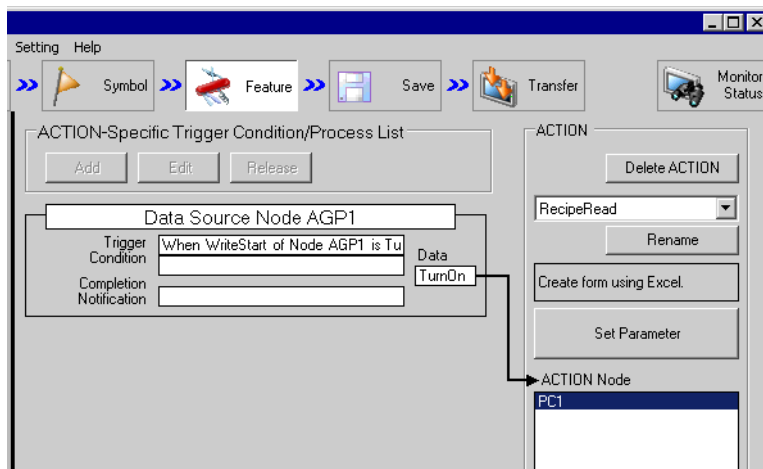 Setting Help
Symbol Feature Save Transfer Monitor
Status
ACTION-Specific Trigger Condition/Process List
Add Edit Release
Data Source Node AGP1
Trigger
Condition
When WriteStart of Node AGP1 is Tu
Data
TurnOn
Completion
Notification
ACTION
Delete ACTION
RecipeRead
Rename
Create form using Excel.
Set Parameter
ACTION Node
PC1